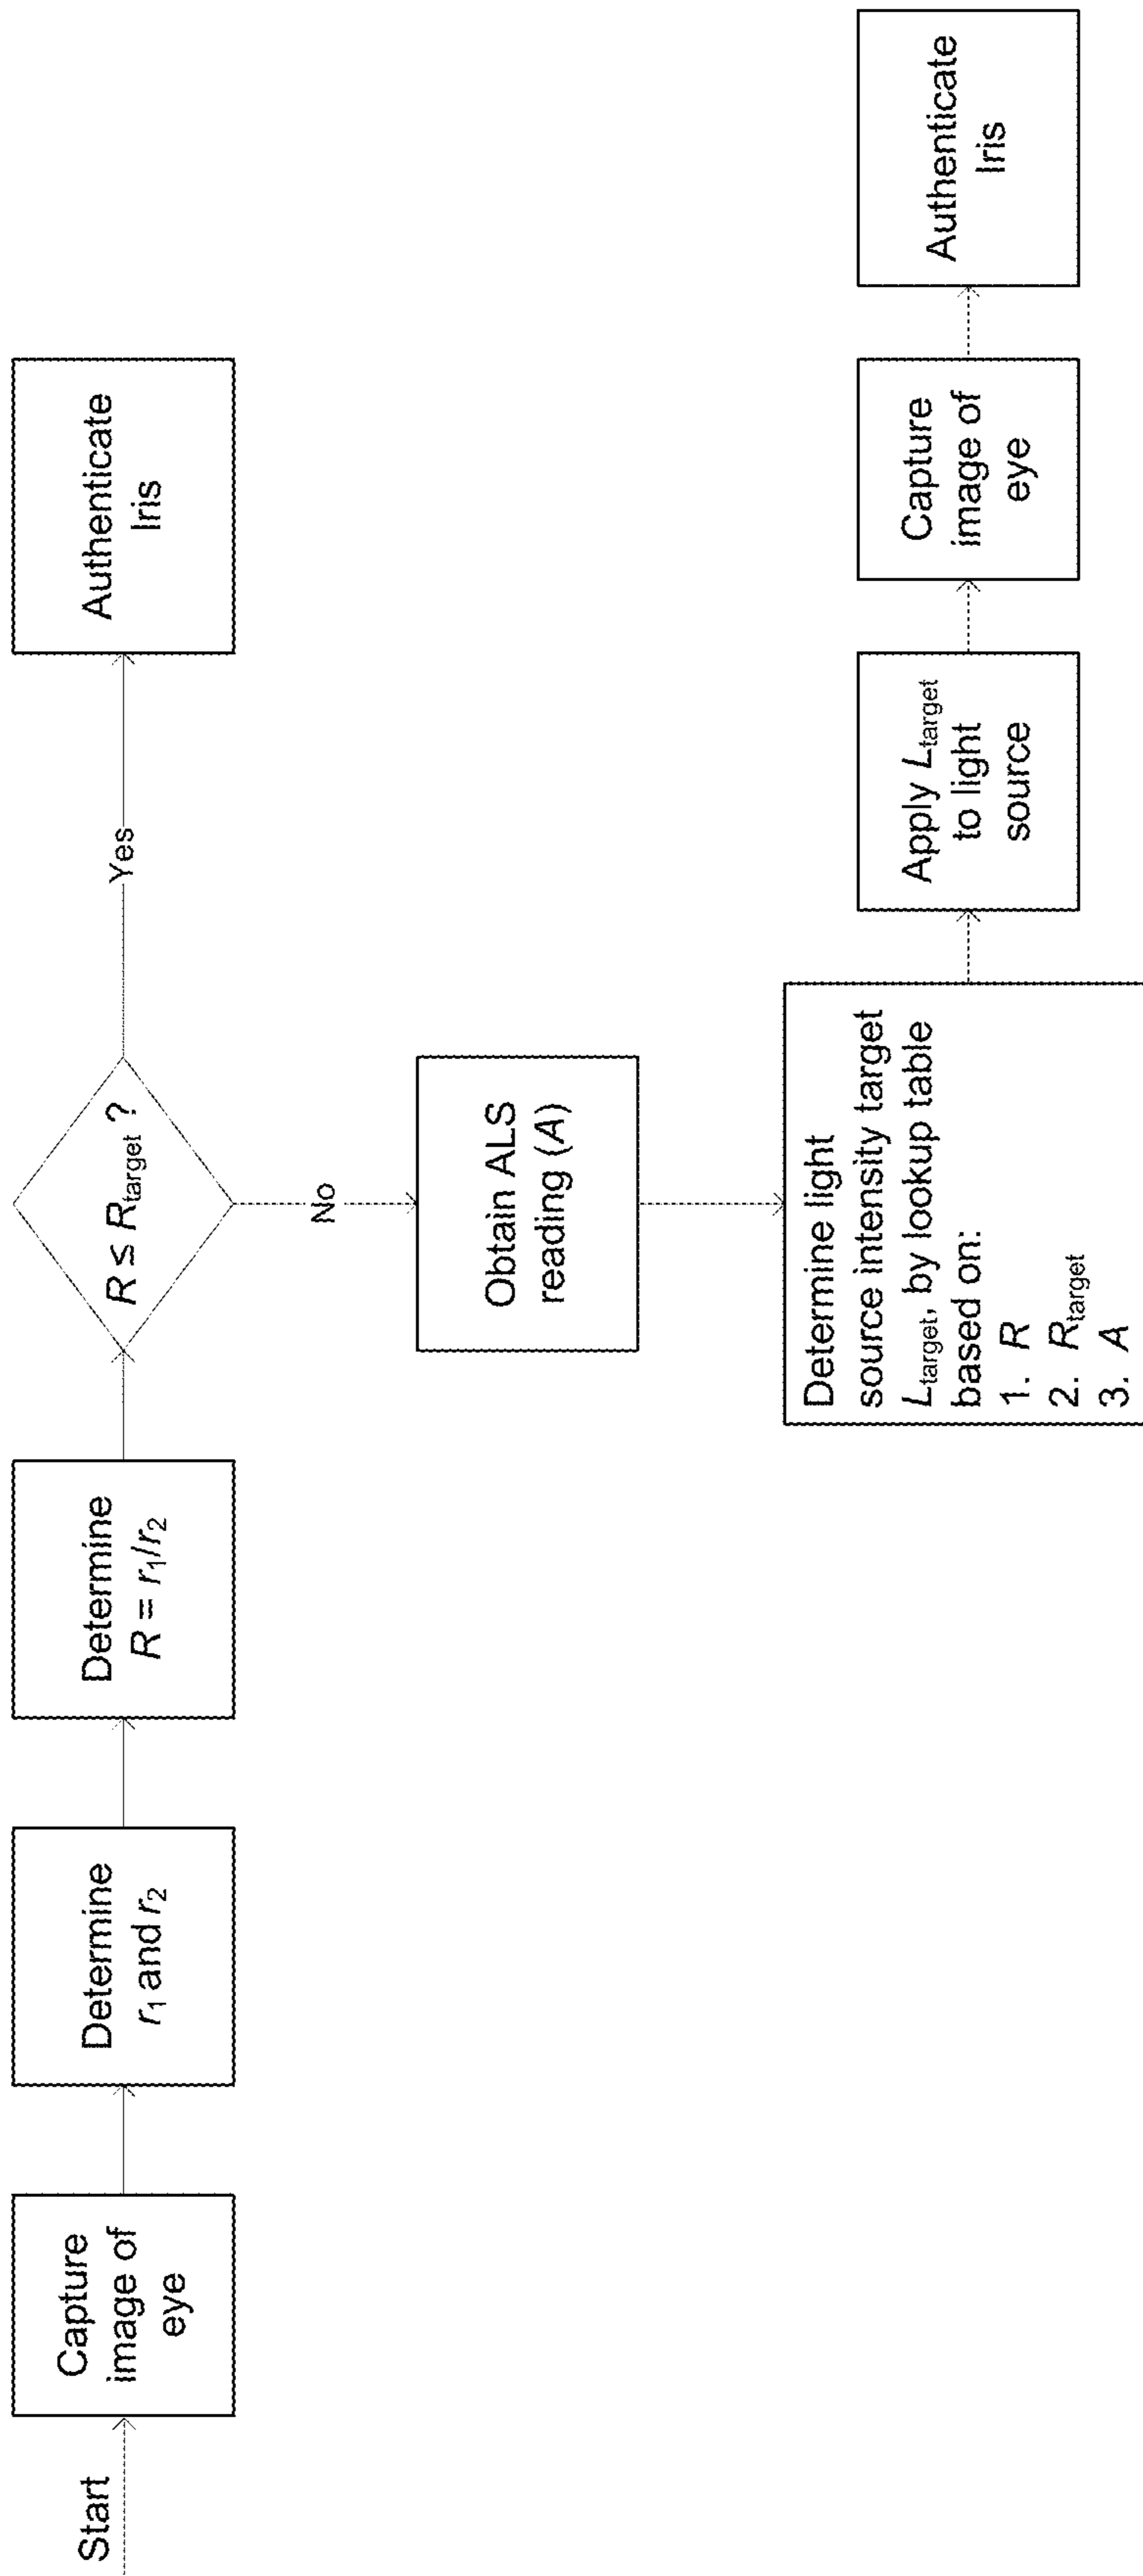 Start
Capture
image of
eye
Determine
r₁ and r₂
Determine
R = r₁/r₂
R ≤ Rtarget ?
Yes
Authenticate
Iris
No
Obtain ALS
reading (A)
Determine light
source intensity target
Ltarget, by lookup table
based on:
1. R
2. Rtarget
3. A
Apply Ltarget
to light
source
Capture
image of
eye
Authenticate
Iris